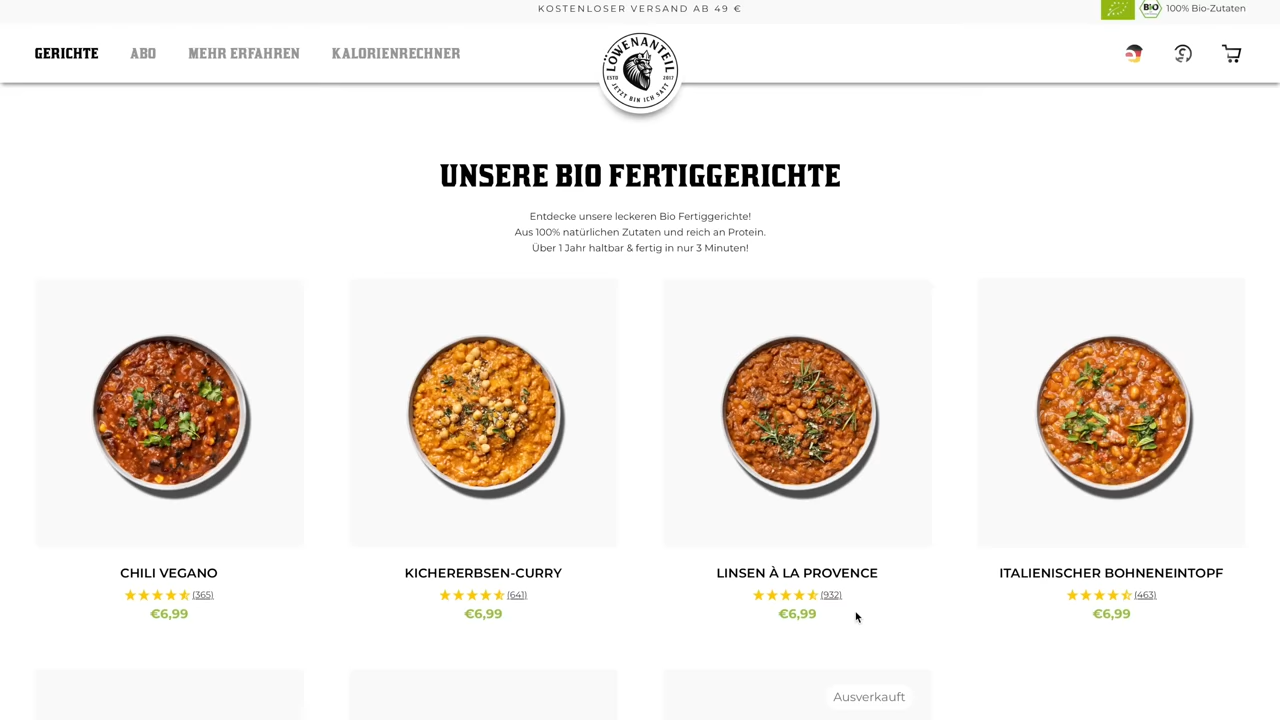 KOSTENLOSER VERSAND AB 49 €
BIO
100% Bio-Zutaten
GERICHTE
ABO
MEHR ERFAHREN
KALORIENRECHNER
LÖWENANTEIL
ESTD 2017
JETZT BIN ICH SATT
UNSERE BIO FERTIGGERICHTE
Entdecke unsere leckeren Bio Fertiggerichte!
Aus 100% natürlichen Zutaten und reich an Protein.
Über 1 Jahr haltbar & fertig in nur 3 Minuten!
CHILI VEGANO
(365)
€6,99
KICHERERBSEN-CURRY
(641)
€6,99
LINSEN À LA PROVENCE
(932)
€6,99
ITALIENISCHER BOHNENEINTOPF
(463)
€6,99
Ausverkauft